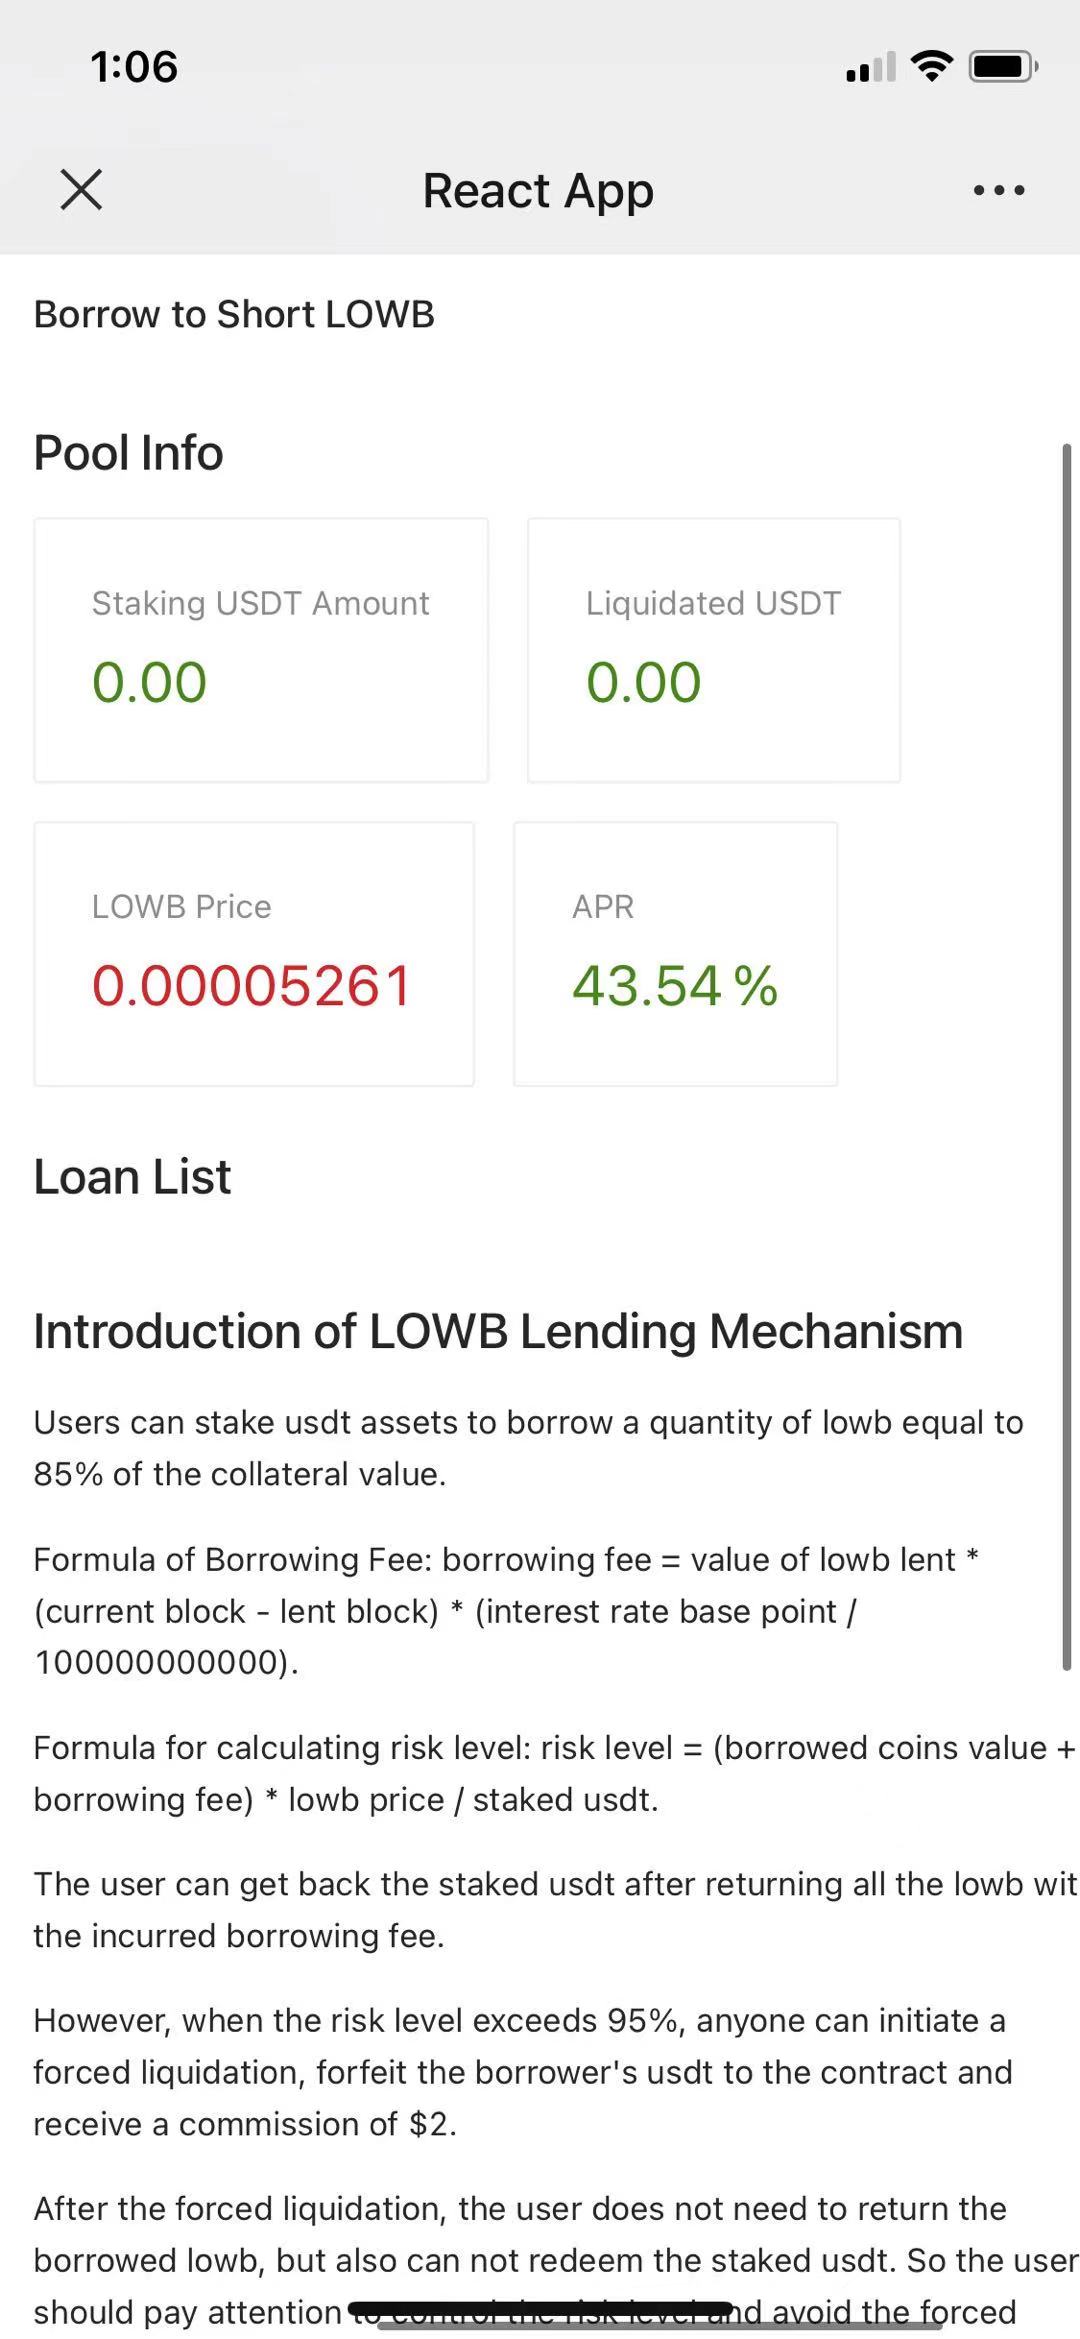 1:06
React App
Borrow to Short LOWB
Pool Info
Staking USDT Amount
Liquidated USDT
0.00
0.00
LOWB Price
APR
0.00005261
43.54 %
Loan List
Introduction of LOWB Lending Mechanism
Users can stake usdt assets to borrow a quantity of lowb equal to
85% of the collateral value.
Formula of Borrowing Fee: borrowing fee = value of lowb lent *
(current block - lent block) * (interest rate base point /
100000000000).
Formula for calculating risk level: risk level = (borrowed coins value +
borrowing fee) * lowb price / staked usdt.
The user can get back the staked usdt after returning all the lowb wit
the incurred borrowing fee.
However, when the risk level exceeds 95%, anyone can initiate a
forced liquidation, forfeit the borrower's usdt to the contract and
receive a commission of $2.
After the forced liquidation, the user does not need to return the
borrowed lowb, but also can not redeem the staked usdt. So the user
should pay attention to control the risk level and avoid the forced